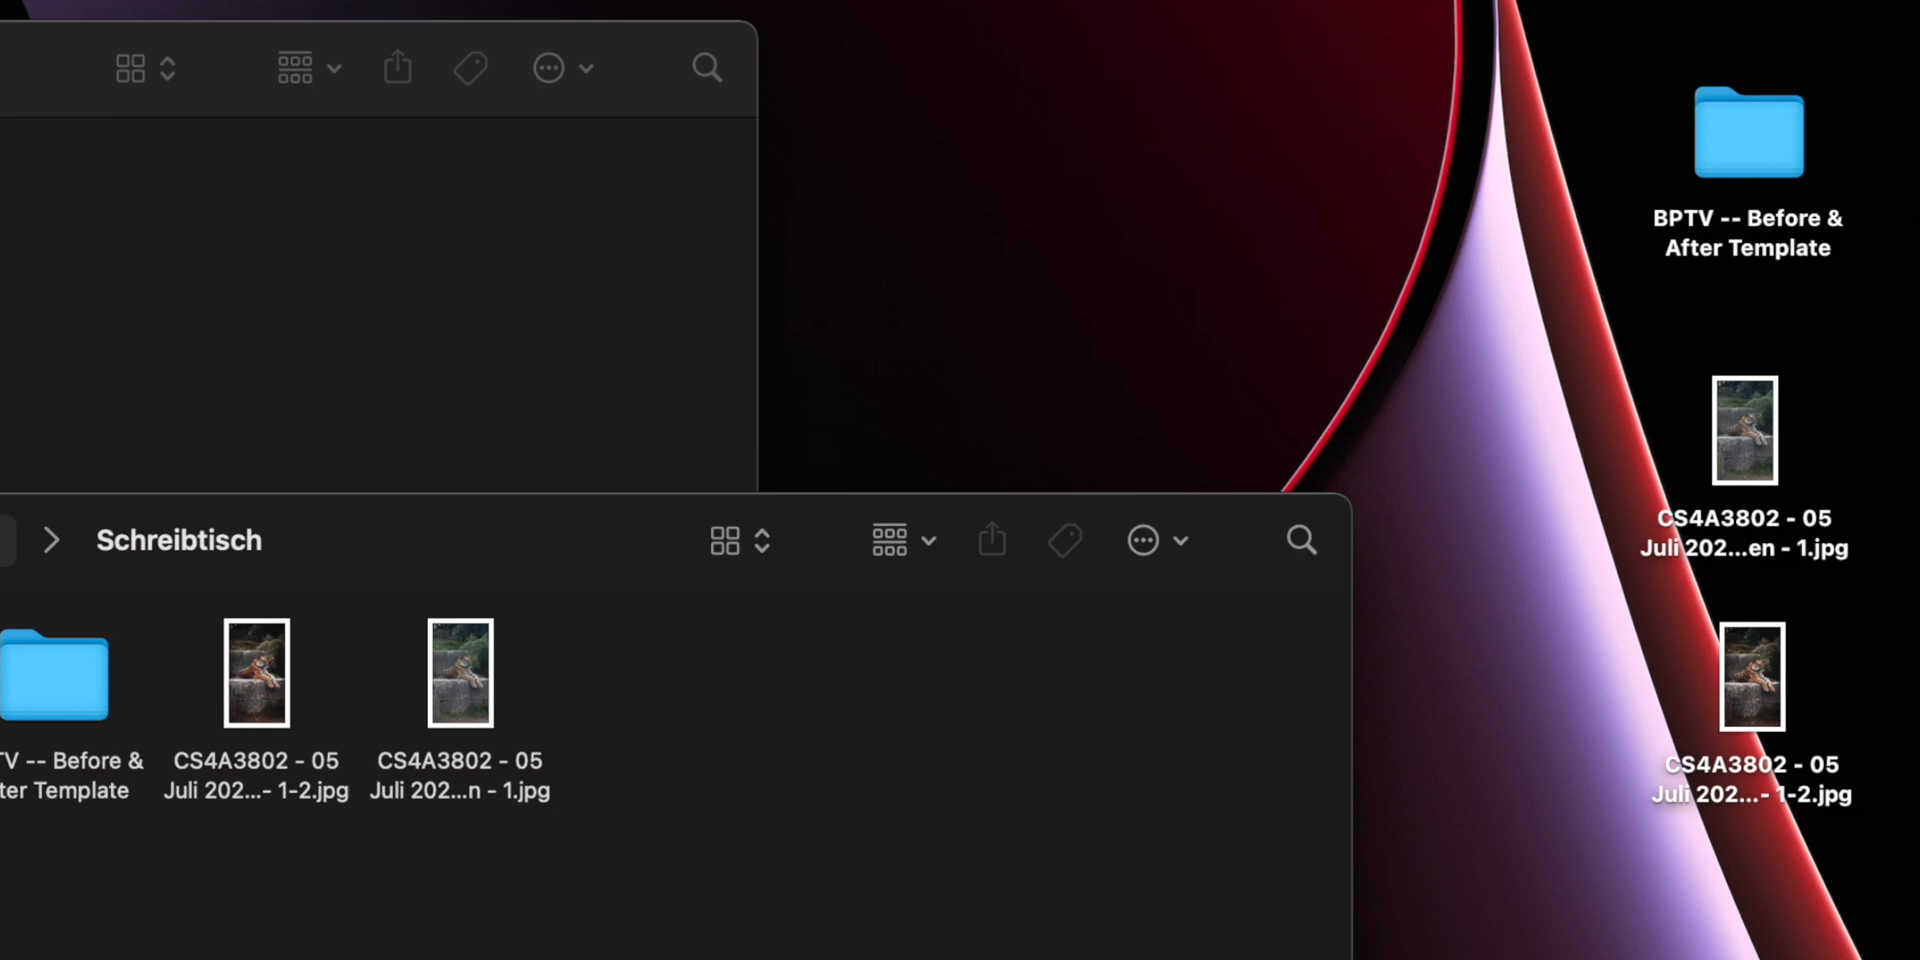 BPTV -- Before &
After Template
CS4A3802 - 05
Juli 202...en - 1.jpg
CS4A3802 - 05
Juli 202...- 1-2.jpg
Schreibtisch
TV -- Before &
ter Template
CS4A3802 - 05
Juli 202...- 1-2.jpg
CS4A3802 - 05
Juli 202...n - 1.jpg